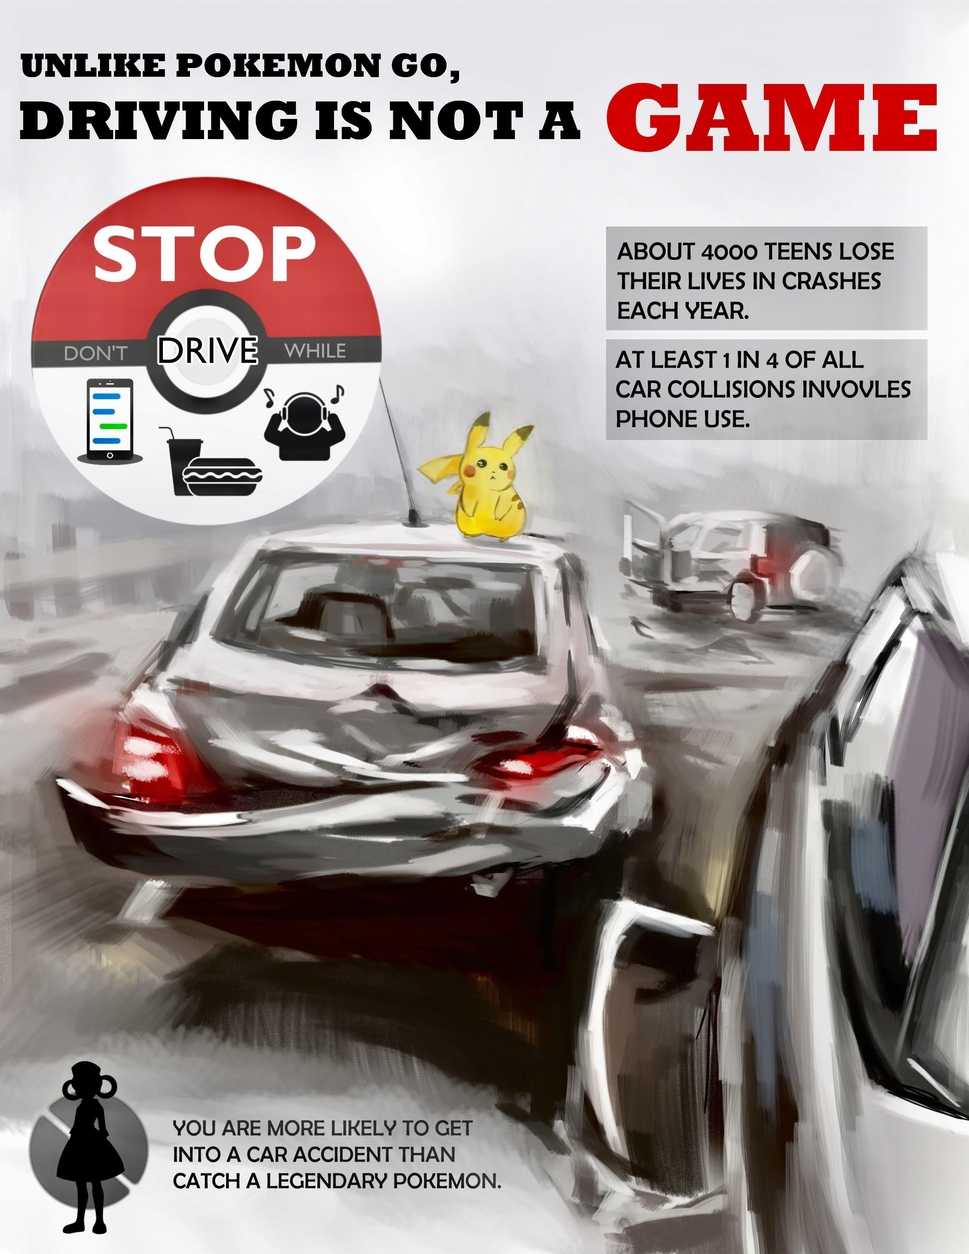 UNLIKE POKEMON GO,
DRIVING IS NOT A GAME
STOP
DON'T DRIVE WHILE
ABOUT 4000 TEENS LOSE
THEIR LIVES IN CRASHES
EACH YEAR.
AT LEAST 1 IN 4 OF ALL
CAR COLLISIONS INVOVLES
PHONE USE.
YOU ARE MORE LIKELY TO GET
INTO A CAR ACCIDENT THAN
CATCH A LEGENDARY POKEMON.